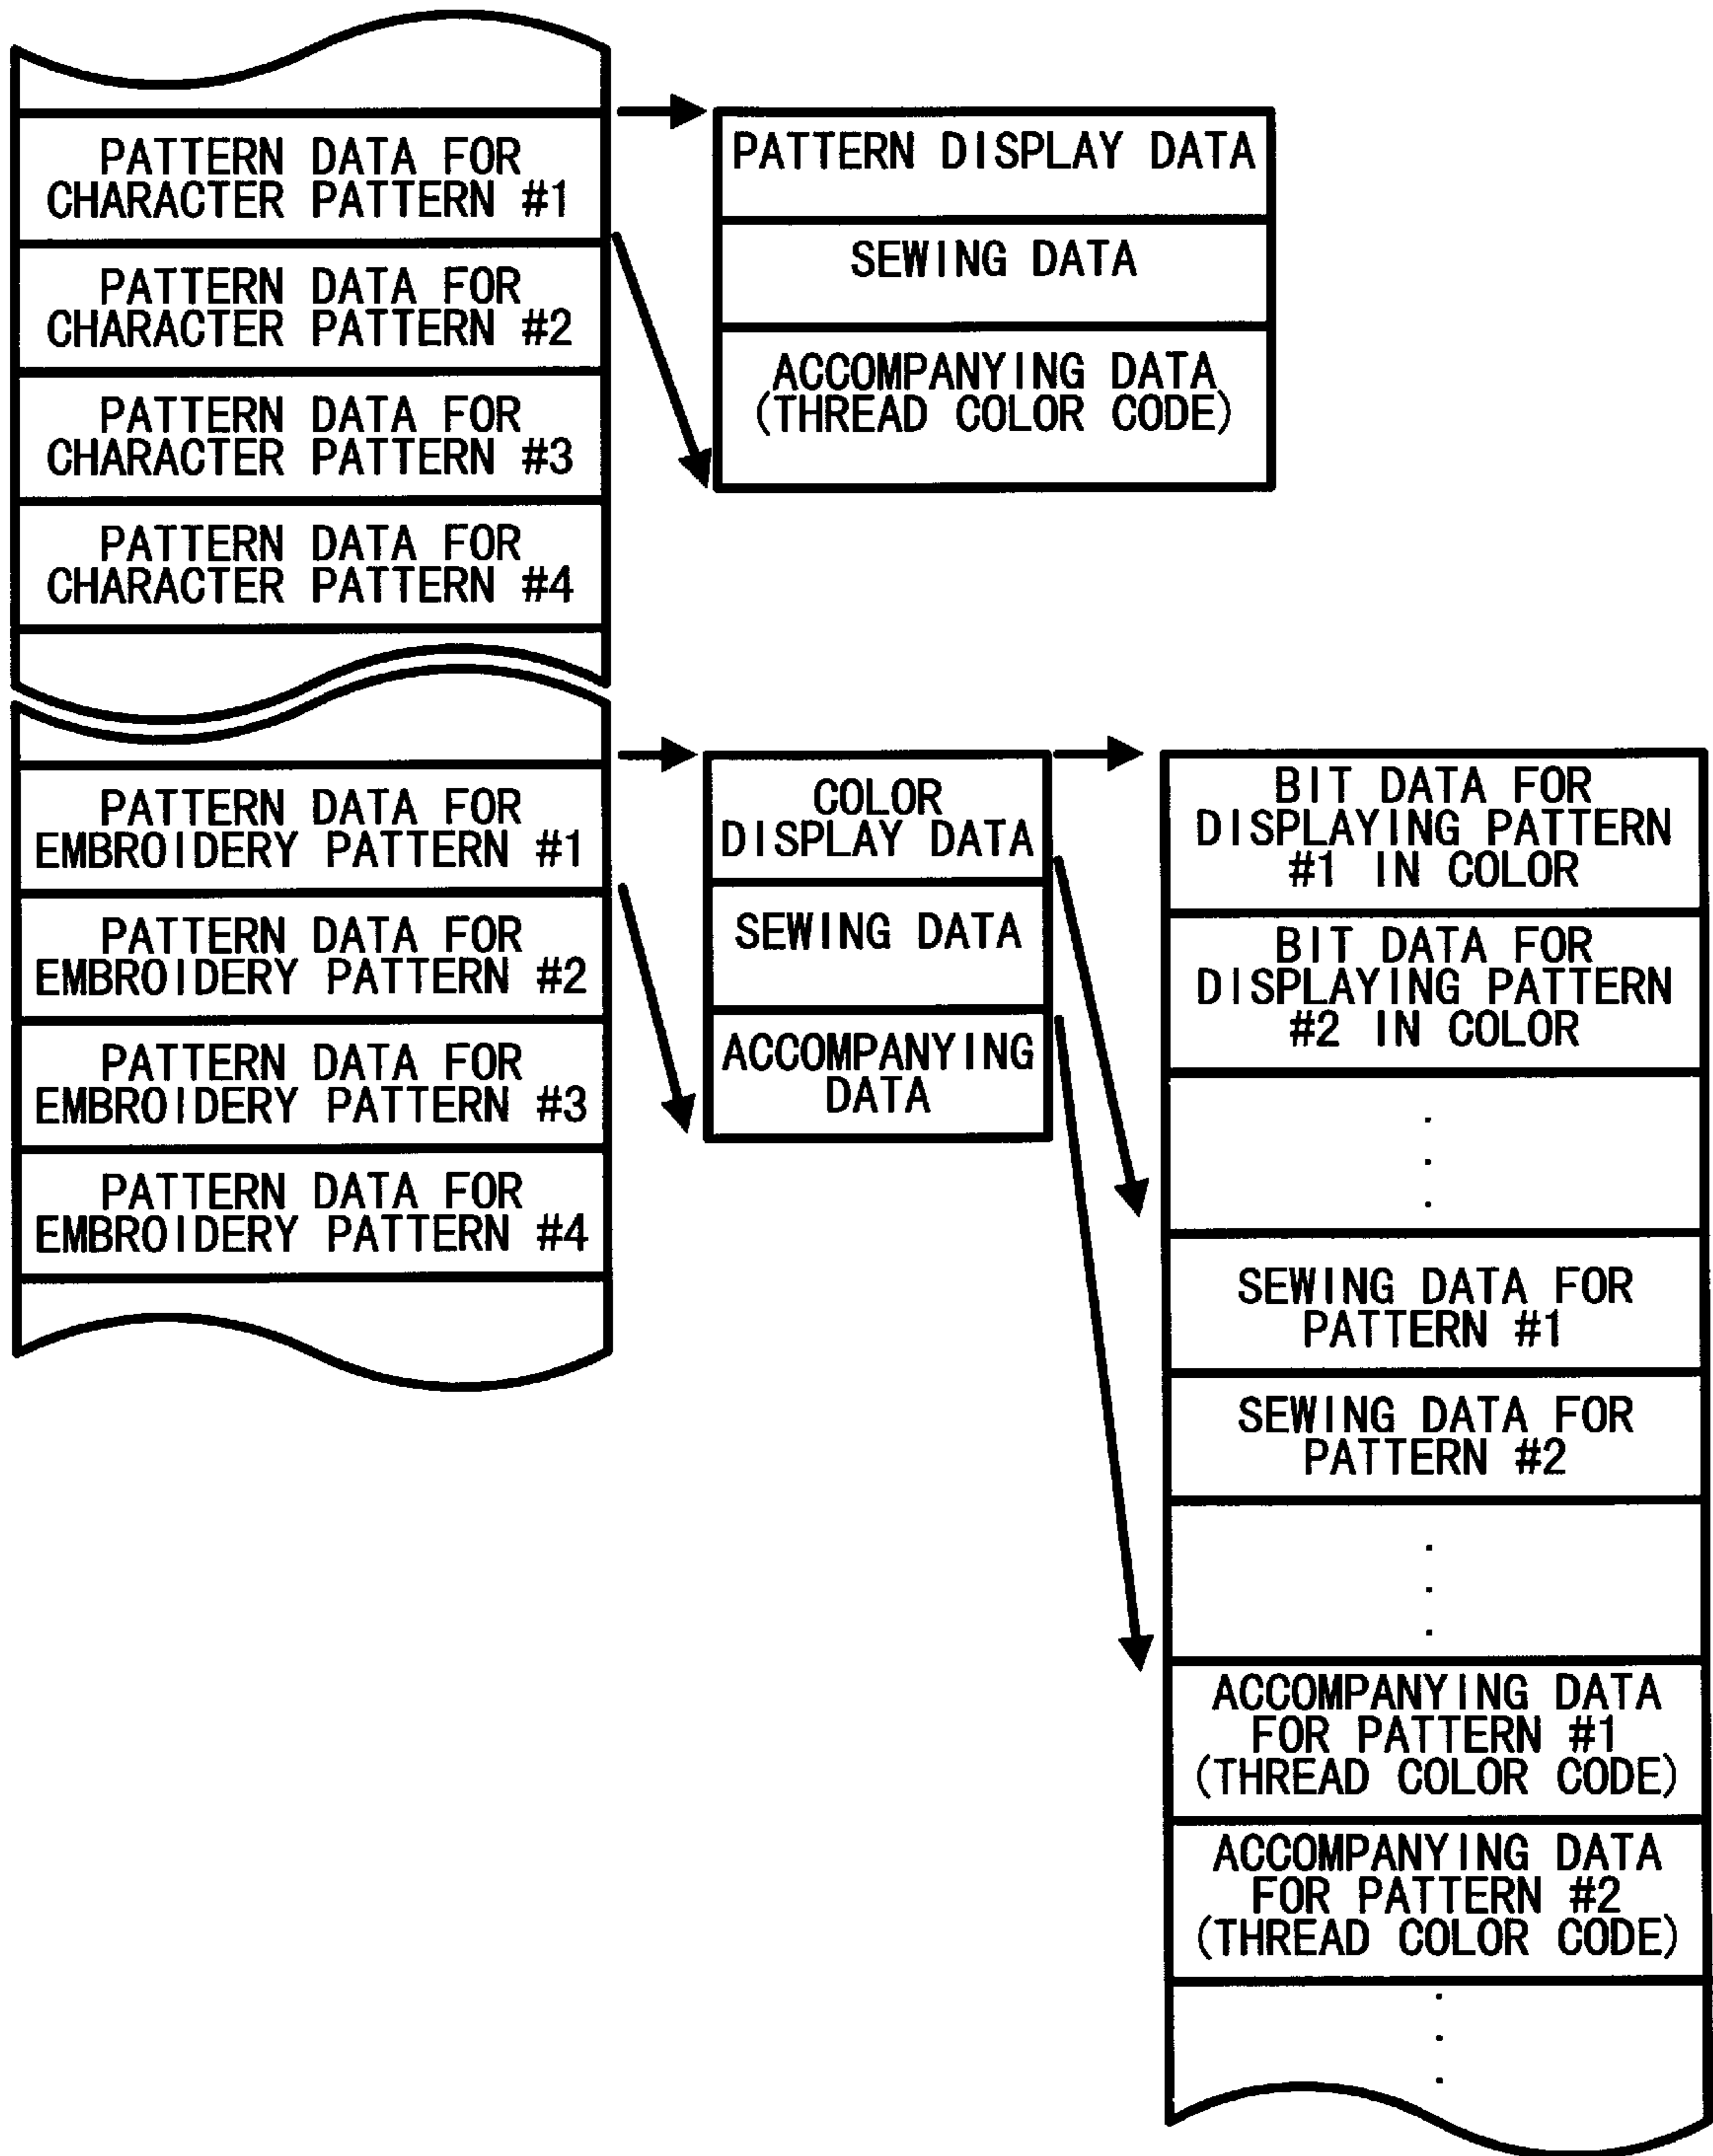 PATTERN DATA FOR
CHARACTER PATTERN #1
PATTERN DATA FOR
CHARACTER PATTERN #2
PATTERN DATA FOR
CHARACTER PATTERN #3
PATTERN DATA FOR
CHARACTER PATTERN #4
PATTERN DISPLAY DATA
SEWING DATA
ACCOMPANYING DATA
(THREAD COLOR CODE)
PATTERN DATA FOR
EMBROIDERY PATTERN #1
PATTERN DATA FOR
EMBROIDERY PATTERN #2
PATTERN DATA FOR
EMBROIDERY PATTERN #3
PATTERN DATA FOR
EMBROIDERY PATTERN #4
COLOR
DISPLAY DATA
SEWING DATA
ACCOMPANYING
DATA
BIT DATA FOR
DISPLAYING PATTERN
#1 IN COLOR
BIT DATA FOR
DISPLAYING PATTERN
#2 IN COLOR
SEWING DATA FOR
PATTERN #1
SEWING DATA FOR
PATTERN #2
ACCOMPANYING DATA
FOR PATTERN #1
(THREAD COLOR CODE)
ACCOMPANYING DATA
FOR PATTERN #2
(THREAD COLOR CODE)